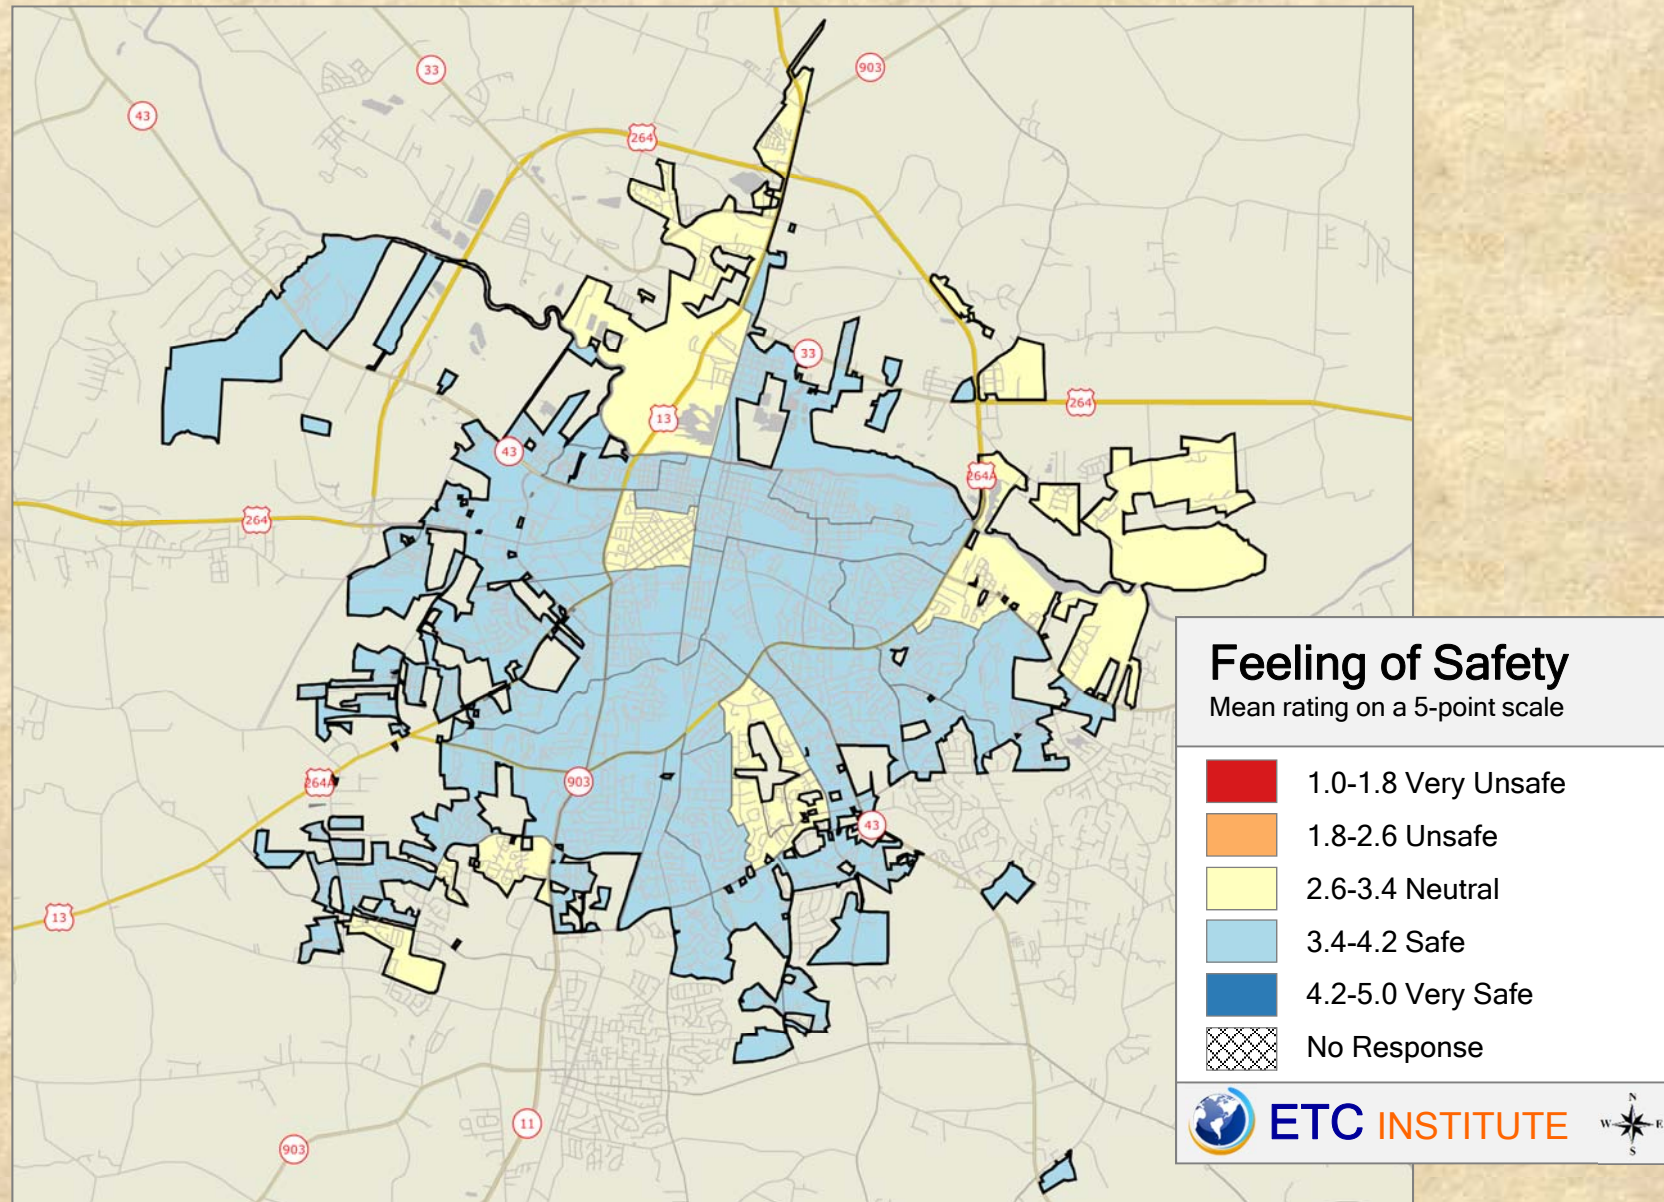 33
903
43
264
33
264
13
43
264A
264
903
264A
43
13
11
903
Feeling of Safety
Mean rating on a 5-point scale
1.0-1.8 Very Unsafe
1.8-2.6 Unsafe
2.6-3.4 Neutral
3.4-4.2 Safe
4.2-5.0 Very Safe
No Response
ETC INSTITUTE
N
W E
S